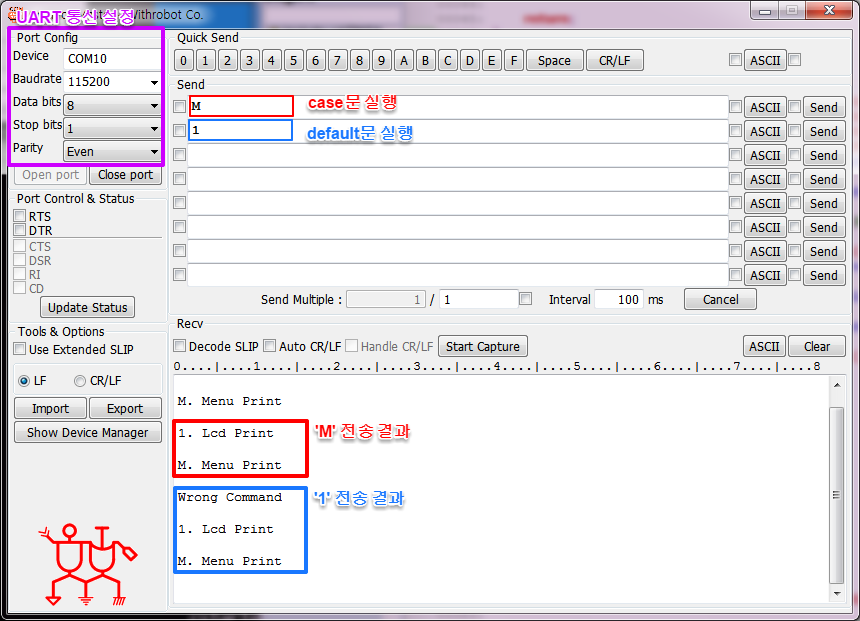 UART통신 설정
Withrobot Co.
Port Config
Device COM10
Baudrate 115200
Data bits 8
Stop bits 1
Parity Even
Open port Close port
Port Control & Status
RTS
DTR
CTS
DSR
RI
CD
Update Status
Tools & Options
Use Extended SLIP
LF CR/LF
Import Export
Show Device Manager
Quick Send
0 1 2 3 4 5 6 7 8 9 A B C D E F Space CR/LF ASCII
Send
M case문 실행 ASCII Send
1 default문 실행 ASCII Send
ASCII Send
ASCII Send
ASCII Send
ASCII Send
ASCII Send
ASCII Send
Send Multiple : 1 / 1 Interval 100 ms Cancel
Recv
Decode SLIP Auto CR/LF Handle CR/LF Start Capture ASCII Clear
0....|....1....|....2....|....3....|....4....|....5....|....6....|....7....|....8
M. Menu Print
1. Lcd Print 'M' 전송 결과
M. Menu Print
Wrong Command '1' 전송 결과
1. Lcd Print
M. Menu Print